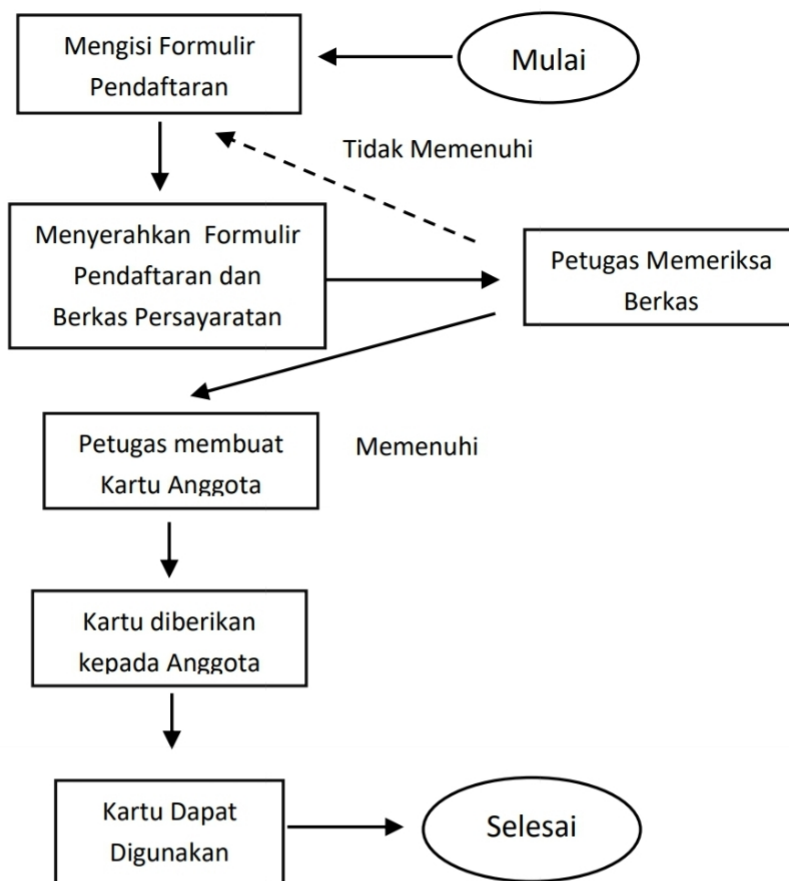 Mulai
Mengisi Formulir
Pendaftaran
Tidak Memenuhi
Menyerahkan Formulir
Pendaftaran dan
Berkas Persayaratan
Petugas Memeriksa
Berkas
Petugas membuat
Kartu Anggota
Memenuhi
Kartu diberikan
kepada Anggota
Kartu Dapat
Digunakan
Selesai